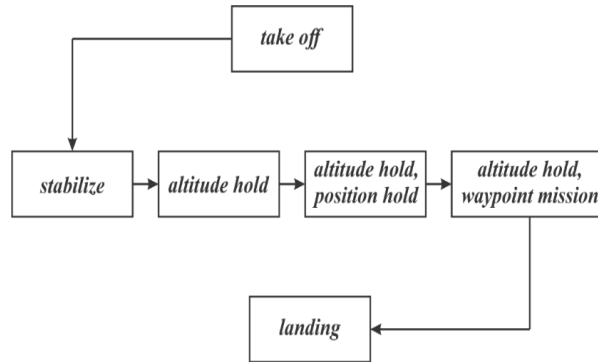 take off
stabilize
altitude hold
altitude hold,
position hold
altitude hold,
waypoint mission
landing